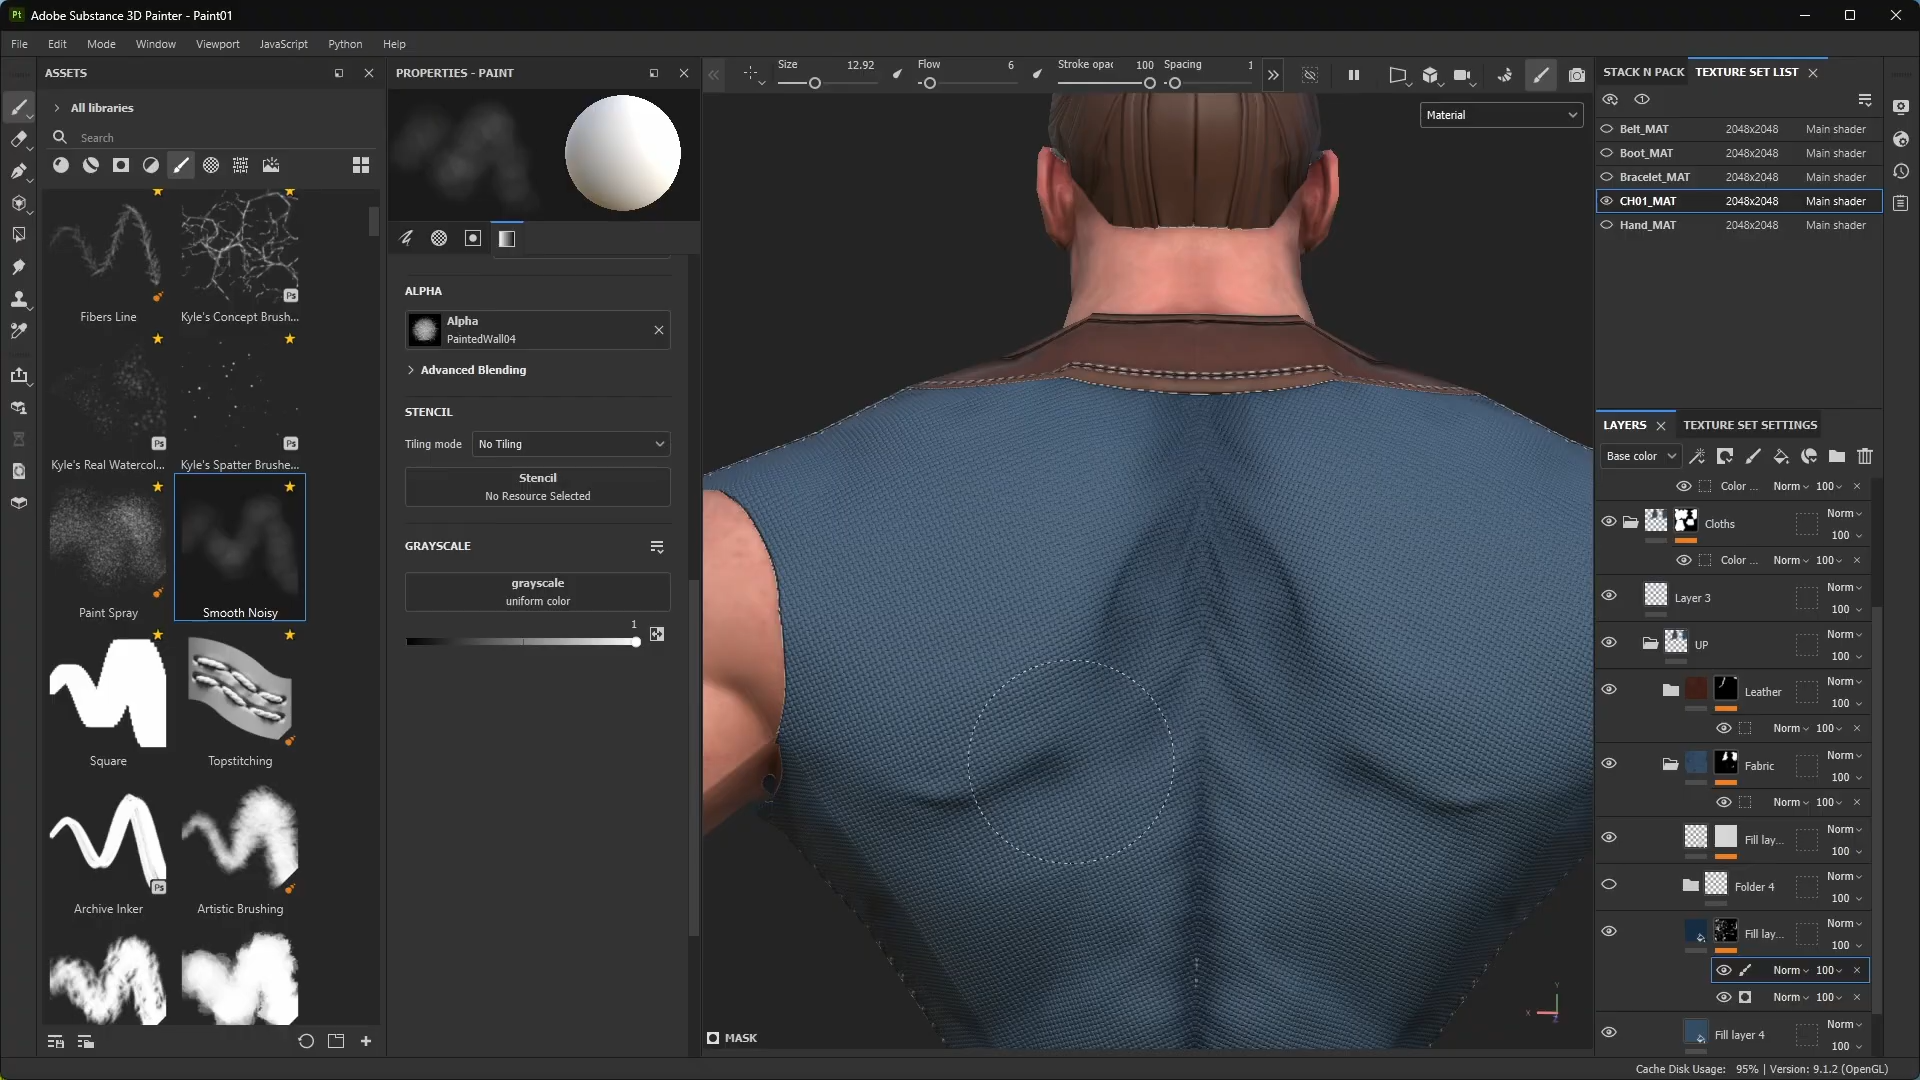 Pt Adobe Substance 3D Painter - Paint01
File Edit Mode Window Viewport JavaScript Python Help
ASSETS
PROPERTIES - PAINT
Size 12.92 Flow 6 Stroke opac 100 Spacing 1
STACK N PACK TEXTURE SET LIST
All libraries
Search
Material
Belt_MAT 2048x2048 Main shader
Boot_MAT 2048x2048 Main shader
Bracelet_MAT 2048x2048 Main shader
CH01_MAT 2048x2048 Main shader
Hand_MAT 2048x2048 Main shader
Ps
Fibers Line Kyle's Concept Brush...
Ps Ps
Kyle's Real Watercol... Kyle's Spatter Brushe...
Paint Spray Smooth Noisy
Square Topstitching
Ps
Archive Inker Artistic Brushing
ALPHA
Alpha
PaintedWall04
Advanced Blending
STENCIL
Tiling mode No Tiling
Stencil
No Resource Selected
GRAYSCALE
grayscale
uniform color
1
MASK
Y
X
Z
LAYERS TEXTURE SET SETTINGS
Base color
Color ... Norm 100
Cloths Norm
100
Color ... Norm 100
Layer 3 Norm
100
UP Norm
100
Leather Norm
100
Norm 100
Fabric Norm
100
Norm 100
Fill lay... Norm
100
Folder 4 Norm
100
Fill lay... Norm
100
Norm 100
Norm 100
Fill layer 4 Norm
100
Cache Disk Usage: 95% | Version: 9.1.2 (OpenGL)